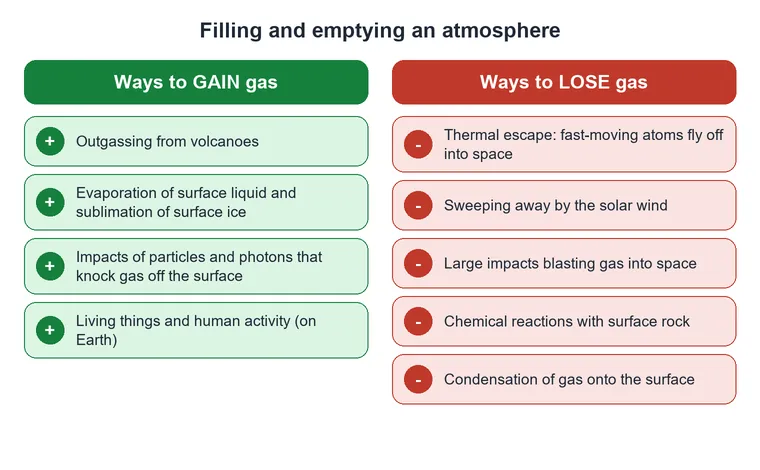 Filling and emptying an atmosphere
Ways to GAIN gas
+ Outgassing from volcanoes
+ Evaporation of surface liquid and
sublimation of surface ice
+ Impacts of particles and photons that
knock gas off the surface
+ Living things and human activity (on
Earth)
Ways to LOSE gas
- Thermal escape: fast-moving atoms fly off
into space
- Sweeping away by the solar wind
- Large impacts blasting gas into space
- Chemical reactions with surface rock
- Condensation of gas onto the surface